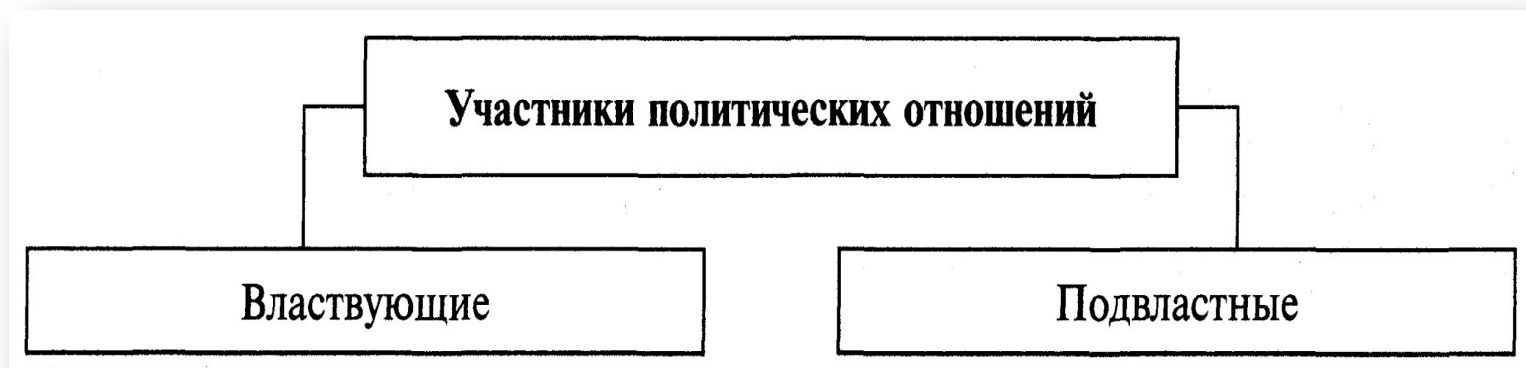 Участники политических отношений
Властвующие
Подвластные